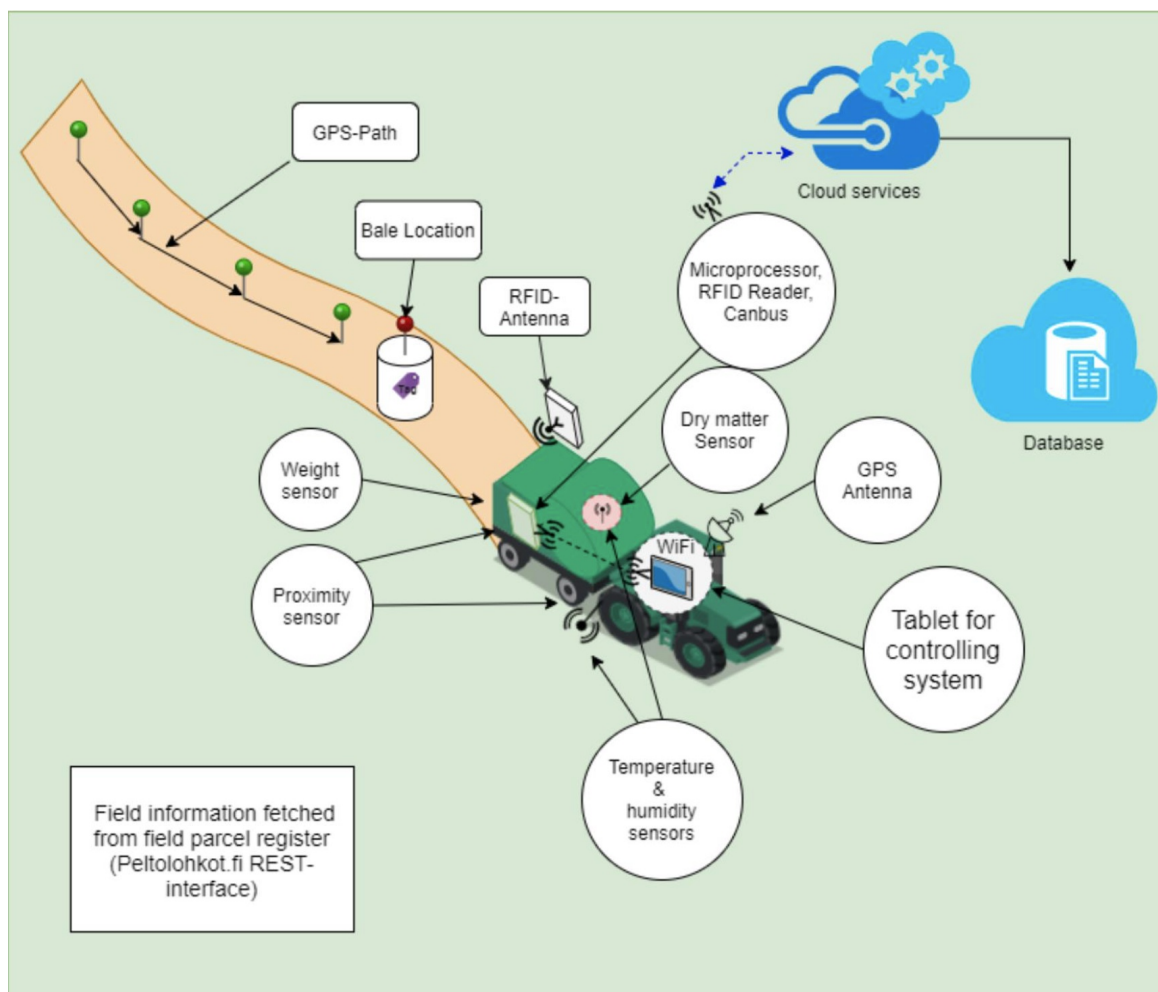 GPS-Path
Bale Location
RFID-
Antenna
Tag
Cloud services
Microprocessor,
RFID Reader,
Canbus
Dry matter
Sensor
Database
GPS
Antenna
Weight
sensor
WiFi
Proximity
sensor
Tablet for
controlling
system
Temperature
&
humidity
sensors
Field information fetched
from field parcel register
(Peltolohkot.fi REST-
interface)